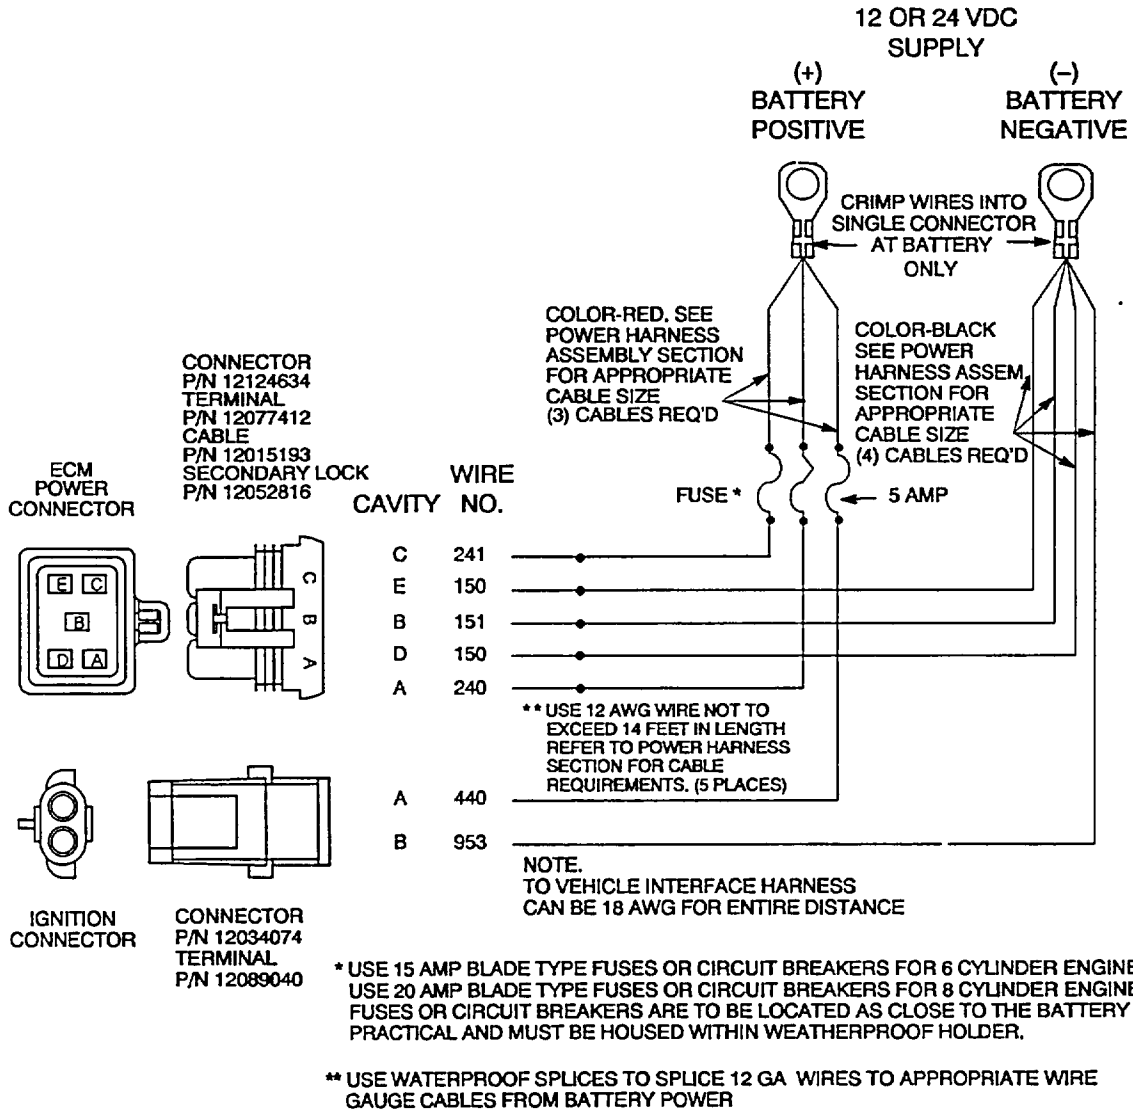 12 OR 24 VDC
SUPPLY
(+)
BATTERY
POSITIVE
(–)
BATTERY
NEGATIVE
CRIMP WIRES INTO
SINGLE CONNECTOR
AT BATTERY
ONLY
COLOR-RED. SEE
POWER HARNESS
ASSEMBLY SECTION
FOR APPROPRIATE
CABLE SIZE
(3) CABLES REQ'D
COLOR-BLACK
SEE POWER
HARNESS ASSEM.
SECTION FOR
APPROPRIATE
CABLE SIZE
(4) CABLES REQ'D
CONNECTOR
P/N 12124634
TERMINAL
P/N 12077412
CABLE
P/N 12015193
SECONDARY LOCK
P/N 12052816
ECM
POWER
CONNECTOR
CAVITY
WIRE
NO.
FUSE *
5 AMP
E C
B
D A
C
B
A
C 241
E 150
B 151
D 150
A 240
** USE 12 AWG WIRE NOT TO
EXCEED 14 FEET IN LENGTH
REFER TO POWER HARNESS
SECTION FOR CABLE
REQUIREMENTS. (5 PLACES)
A 440
B 953
NOTE.
TO VEHICLE INTERFACE HARNESS
CAN BE 18 AWG FOR ENTIRE DISTANCE
IGNITION
CONNECTOR
CONNECTOR
P/N 12034074
TERMINAL
P/N 12089040
* USE 15 AMP BLADE TYPE FUSES OR CIRCUIT BREAKERS FOR 6 CYLINDER ENGINE
USE 20 AMP BLADE TYPE FUSES OR CIRCUIT BREAKERS FOR 8 CYLINDER ENGINE
FUSES OR CIRCUIT BREAKERS ARE TO BE LOCATED AS CLOSE TO THE BATTERY
PRACTICAL AND MUST BE HOUSED WITHIN WEATHERPROOF HOLDER.
** USE WATERPROOF SPLICES TO SPLICE 12 GA WIRES TO APPROPRIATE WIRE
GAUGE CABLES FROM BATTERY POWER